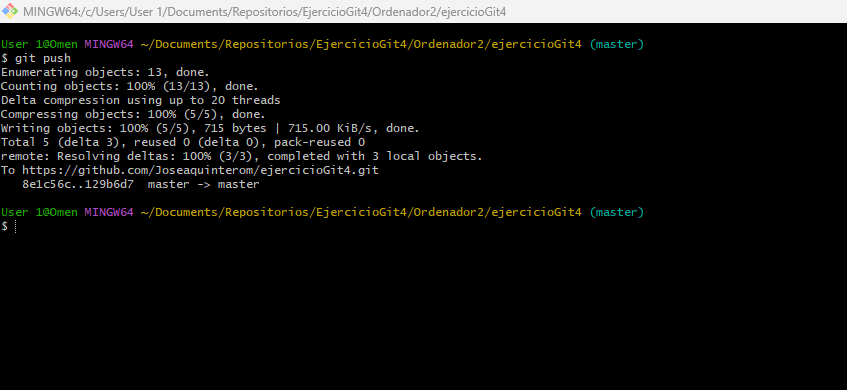 MINGW64:/c/Users/User 1/Documents/Repositorios/EjercicioGit4/Ordenador2/ejercicioGit4
User 1@Omen MINGW64 ~/Documents/Repositorios/EjercicioGit4/Ordenador2/ejercicioGit4 (master)
$ git push
Enumerating objects: 13, done.
Counting objects: 100% (13/13), done.
Delta compression using up to 20 threads
Compressing objects: 100% (5/5), done.
Writing objects: 100% (5/5), 715 bytes | 715.00 KiB/s, done.
Total 5 (delta 3), reused 0 (delta 0), pack-reused 0
remote: Resolving deltas: 100% (3/3), completed with 3 local objects.
To https://github.com/Joseaquinterom/ejercicioGit4.git
   8e1c56c..129b6d7  master -> master
User 1@Omen MINGW64 ~/Documents/Repositorios/EjercicioGit4/Ordenador2/ejercicioGit4 (master)
$